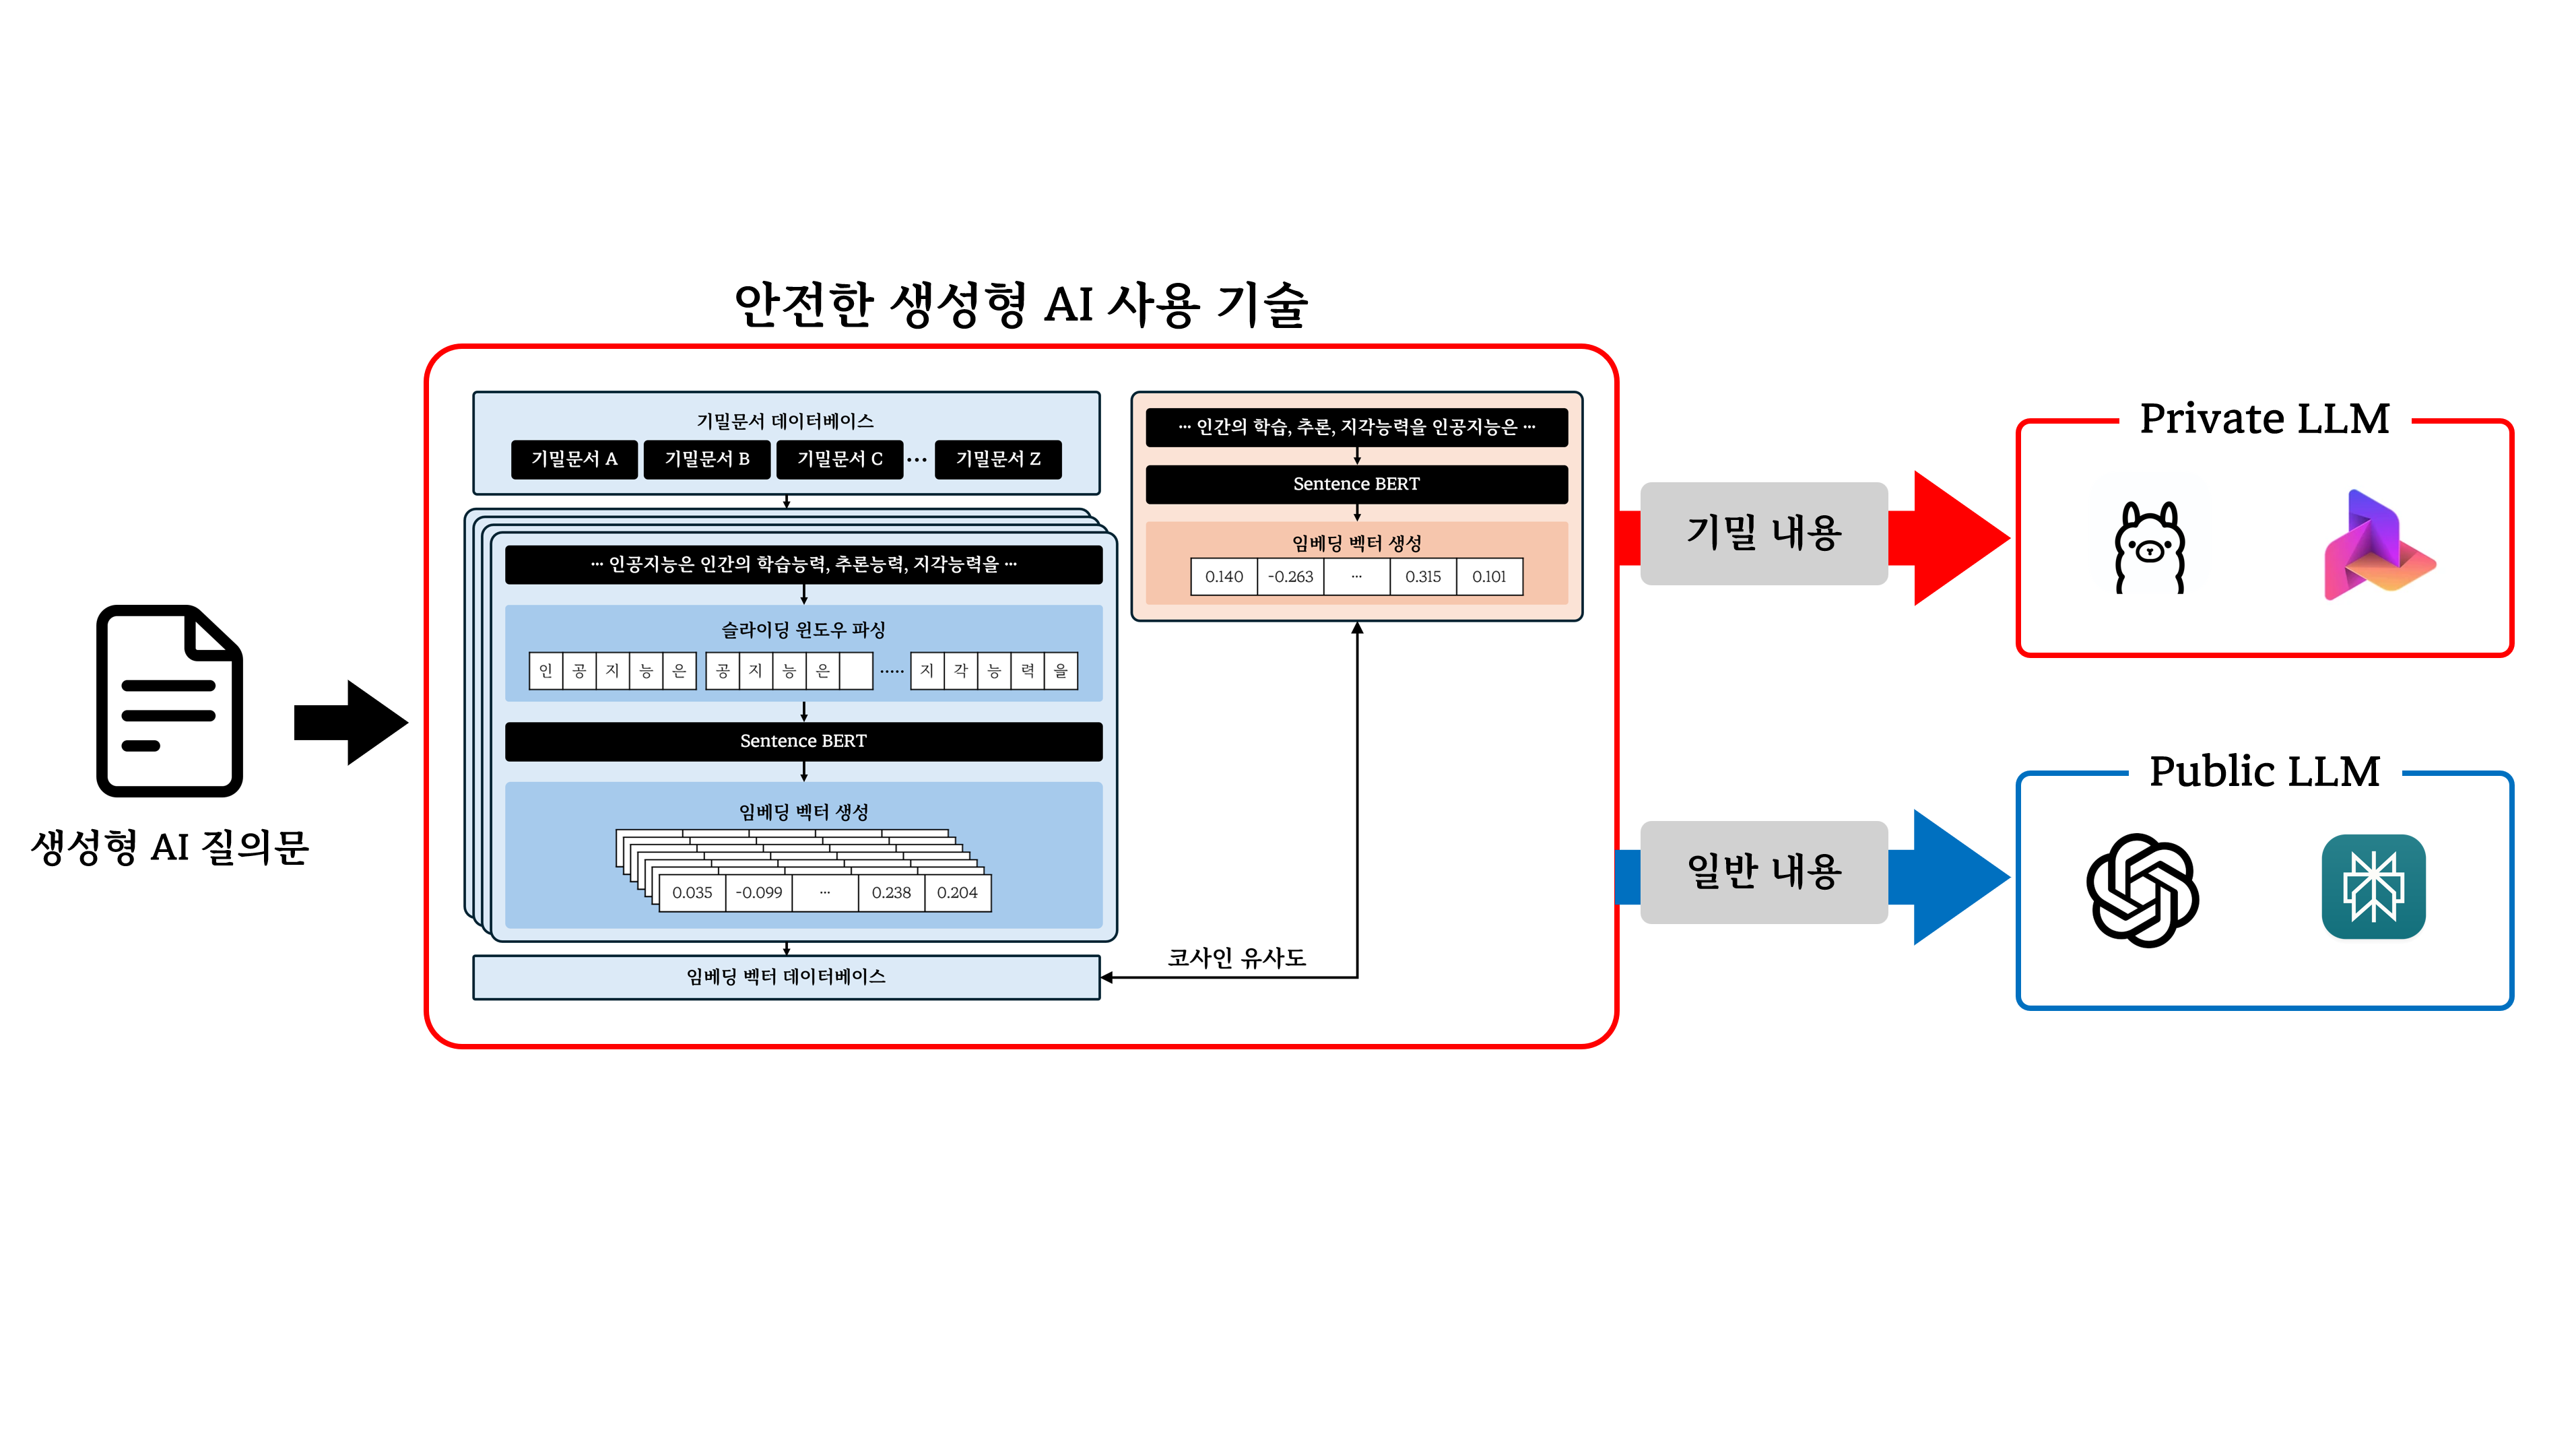 안전한 생성형 AI 사용 기술
생성형 AI 질의문
기밀문서 데이터베이스
기밀문서 A 기밀문서 B 기밀문서 C ··· 기밀문서 Z
··· 인공지능은 인간의 학습능력, 추론능력, 지각능력을 ···
슬라이딩 윈도우 파싱
인 공 지 능 은 공 지 능 은 ····· 지 각 능 력 을
Sentence BERT
임베딩 벡터 생성
0.035 -0.099 ··· 0.238 0.204
임베딩 벡터 데이터베이스
코사인 유사도
··· 인간의 학습, 추론, 지각능력을 인공지능은 ···
Sentence BERT
임베딩 벡터 생성
0.140 -0.263 ··· 0.315 0.101
기밀 내용
Private LLM
일반 내용
Public LLM